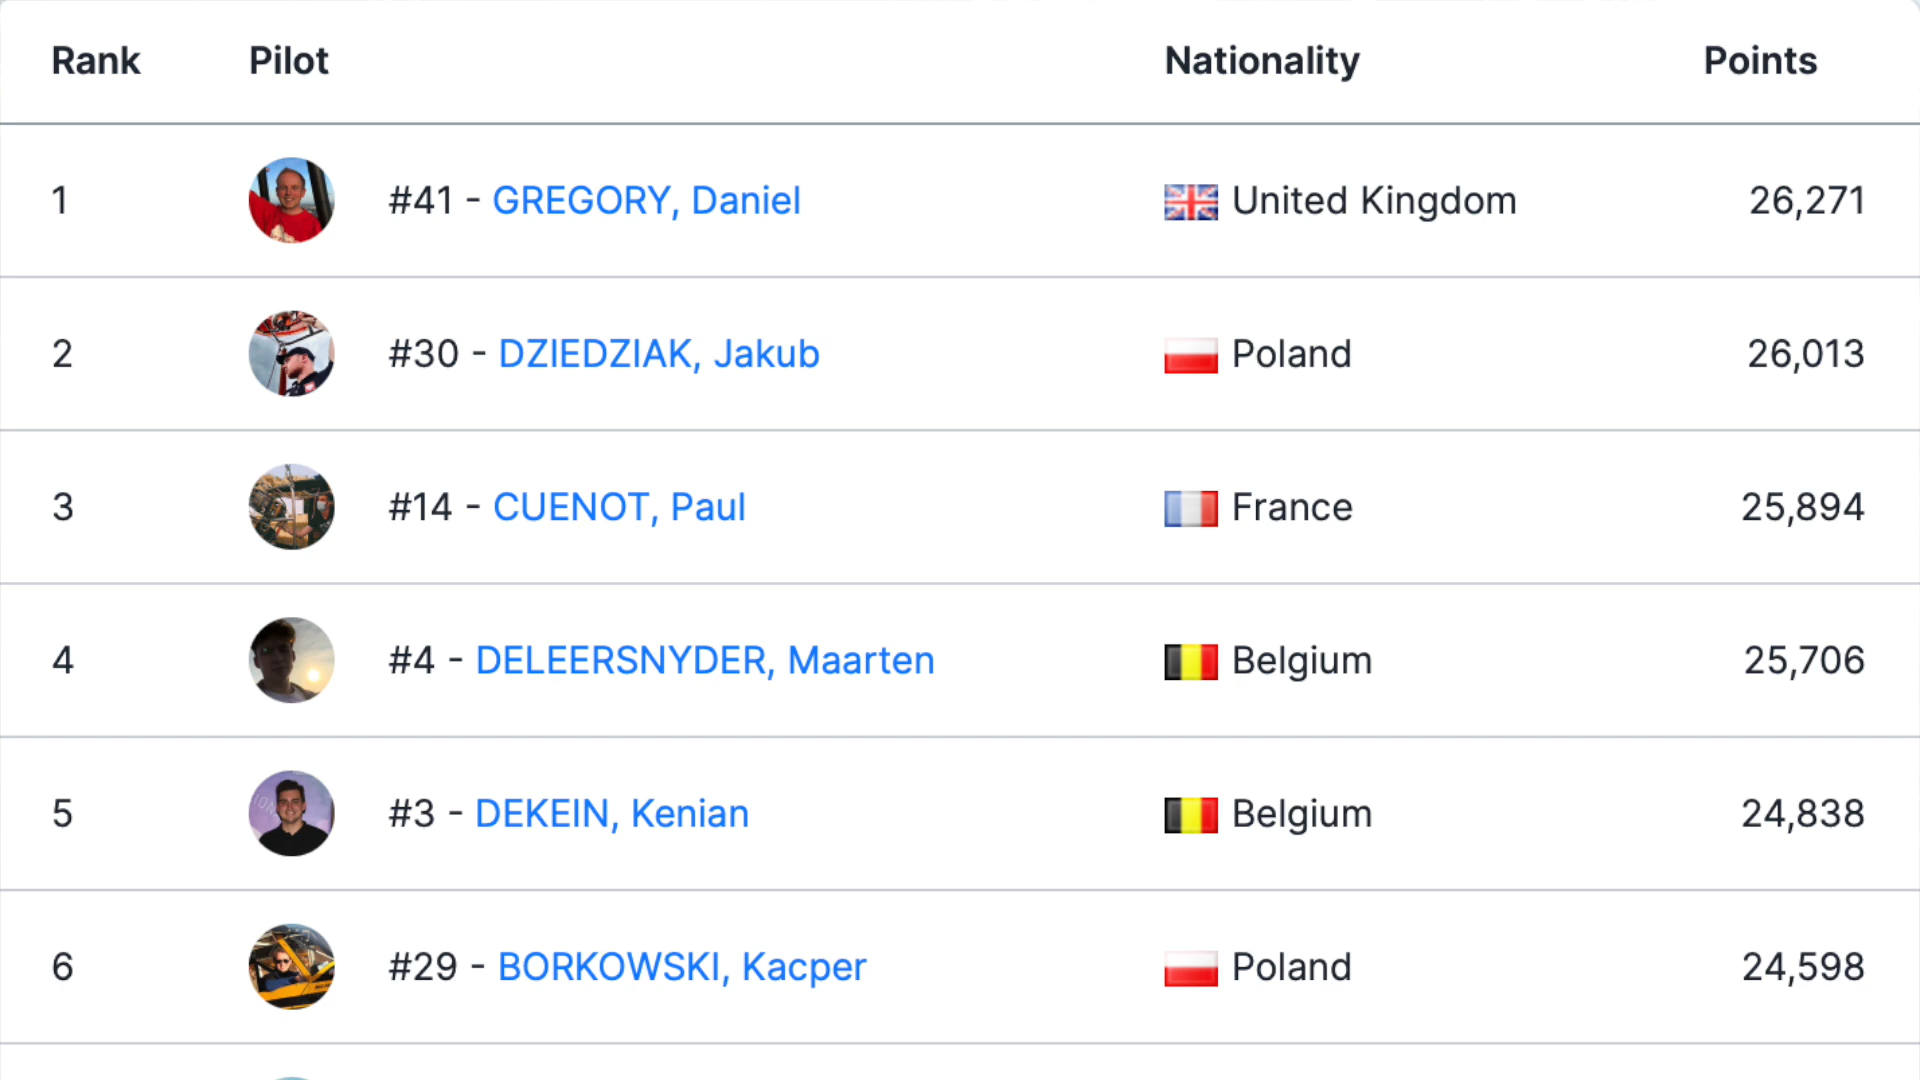 Rank Pilot Nationality Points
1 #41 - GREGORY, Daniel United Kingdom 26,271
2 #30 - DZIEDZIAK, Jakub Poland 26,013
3 #14 - CUENOT, Paul France 25,894
4 #4 - DELEERSNYDER, Maarten Belgium 25,706
5 #3 - DEKEIN, Kenian Belgium 24,838
6 #29 - BORKOWSKI, Kacper Poland 24,598